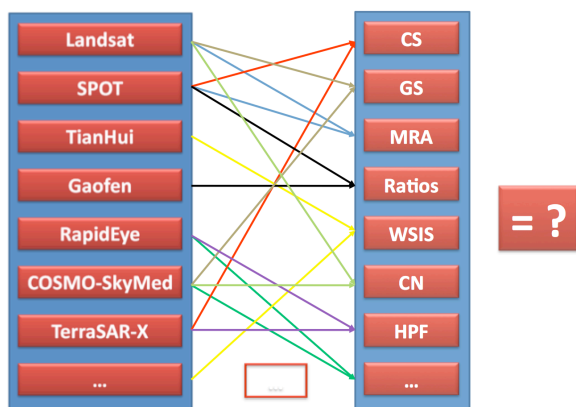 Landsat
SPOT
TianHui
Gaofen
RapidEye
COSMO-SkyMed
TerraSAR-X
...
...
CS
GS
MRA
Ratios
WSIS
CN
HPF
...
= ?